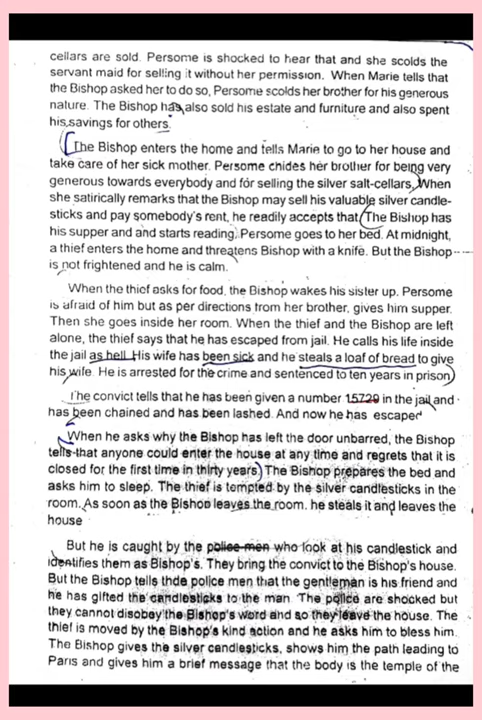 cellars are sold. Persome is shocked to hear that and she scolds the
servant maid for selling it without her permission. When Marie tells that
the Bishop asked her to do so, Persome scolds her brother for his generous
nature. The Bishop has also sold his estate and furniture and also spent
his savings for others.
The Bishop enters the home and tells Marie to go to her house and
take care of her sick mother. Persome chides her brother for being very
generous towards everybody and for selling the silver salt-cellars. When
she satirically remarks that the Bishop may sell his valuable silver candle-
sticks and pay somebody's rent, he readily accepts that. The Bishop has
his supper and and starts reading. Persome goes to her bed. At midnight,
a thief enters the home and threatens Bishop with a knife. But the Bishop
is not frightened and he is calm.
When the thief asks for food, the Bishop wakes his sister up. Persome
is afraid of him but as per directions from her brother, gives him supper.
Then she goes inside her room. When the thief and the Bishop are left
alone, the thief says that he has escaped from jail. He calls his life inside
the jail as hell. His wife has been sick and he steals a loaf of bread to give
his wife. He is arrested for the crime and sentenced to ten years in prison
The convict tells that he has been given a number 15729 in the jail and
has been chained and has been lashed. And now he has escaped
When he asks why the Bishop has left the door unbarred, the Bishop
tells that anyone could enter the house at any time and regrets that it is
closed for the first time in thirty years. The Bishop prepares the bed and
asks him to sleep. The thief is tempted by the silver candlesticks in the
room. As soon as the Bishop leaves the room, he steals it and leaves the
house
But he is caught by the police men who look at his candlestick and
identifies them as Bishop's. They bring the convict to the Bishop's house.
But the Bishop tells thde police men that the gentleman is his friend and
he has gifted the candlesticks to the man. The police are shocked but
they cannot disobey the Bishop's word and so they leave the house. The
thief is moved by the Bishop's kind action and he asks him to bless him.
The Bishop gives the silver candlesticks, shows him the path leading to
Paris and gives him a brief message that the body is the temple of the